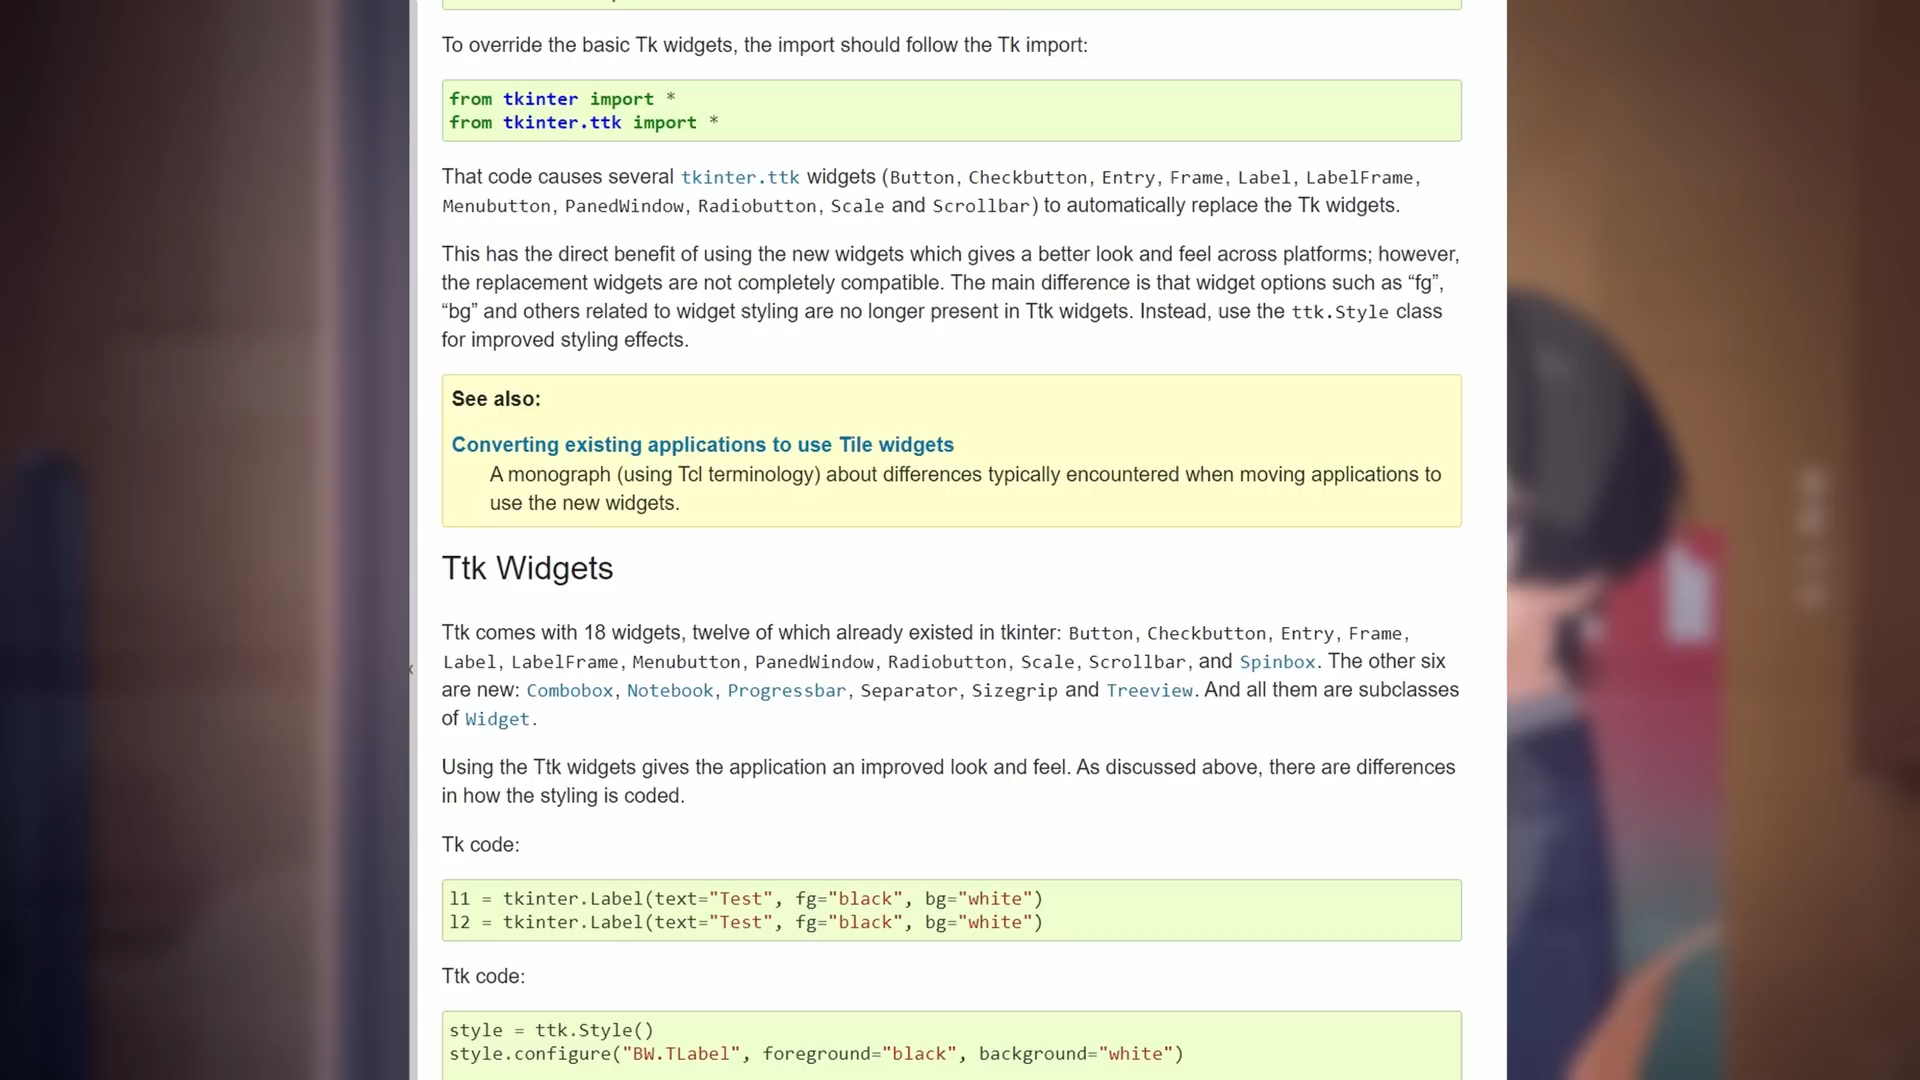 To override the basic Tk widgets, the import should follow the Tk import:
from tkinter import *
from tkinter.ttk import *
That code causes several tkinter.ttk widgets (Button, Checkbutton, Entry, Frame, Label, LabelFrame,
Menubutton, PanedWindow, Radiobutton, Scale and Scrollbar) to automatically replace the Tk widgets.
This has the direct benefit of using the new widgets which gives a better look and feel across platforms; however,
the replacement widgets are not completely compatible. The main difference is that widget options such as “fg”,
“bg” and others related to widget styling are no longer present in Ttk widgets. Instead, use the ttk.Style class
for improved styling effects.
See also:
Converting existing applications to use Tile widgets
A monograph (using Tcl terminology) about differences typically encountered when moving applications to
use the new widgets.
Ttk Widgets
Ttk comes with 18 widgets, twelve of which already existed in tkinter: Button, Checkbutton, Entry, Frame,
Label, LabelFrame, Menubutton, PanedWindow, Radiobutton, Scale, Scrollbar, and Spinbox. The other six
are new: Combobox, Notebook, Progressbar, Separator, Sizegrip and Treeview. And all them are subclasses
of Widget.
Using the Ttk widgets gives the application an improved look and feel. As discussed above, there are differences
in how the styling is coded.
Tk code:
l1 = tkinter.Label(text="Test", fg="black", bg="white")
l2 = tkinter.Label(text="Test", fg="black", bg="white")
Ttk code:
style = ttk.Style()
style.configure("BW.TLabel", foreground="black", background="white")